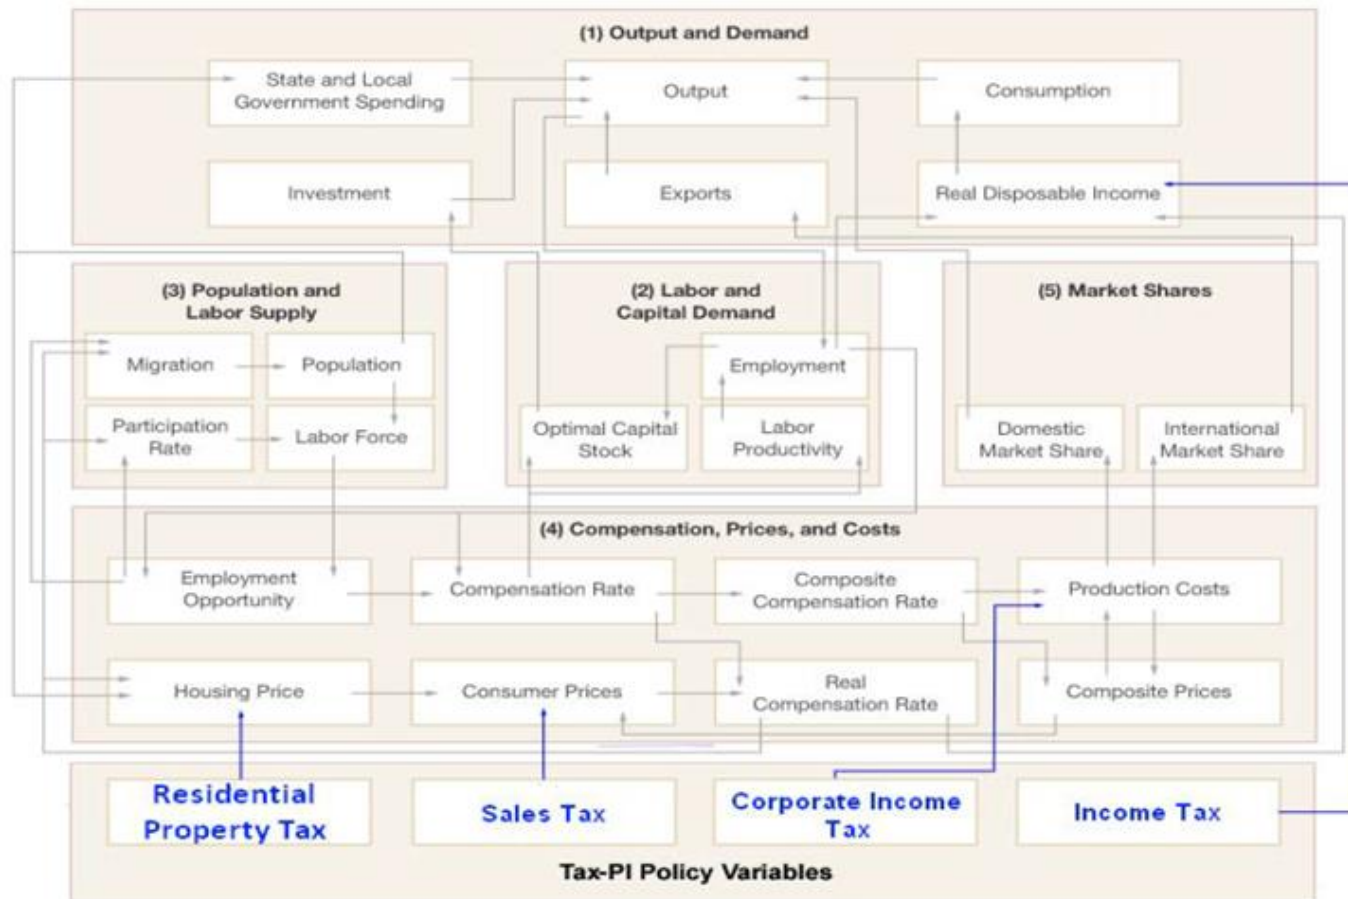 (1) Output and Demand
State and Local
Government Spending
Output
Consumption
Investment
Exports
Real Disposable Income
(3) Population and
Labor Supply
Migration
Population
Participation
Rate
Labor Force
(2) Labor and
Capital Demand
Employment
Optimal Capital
Stock
Labor
Productivity
(5) Market Shares
Domestic
Market Share
International
Market Share
(4) Compensation, Prices, and Costs
Employment
Opportunity
Compensation Rate
Composite
Compensation Rate
Production Costs
Housing Price
Consumer Prices
Real
Compensation Rate
Composite Prices
Residential
Property Tax
Sales Tax
Corporate Income
Tax
Income Tax
Tax-PI Policy Variables